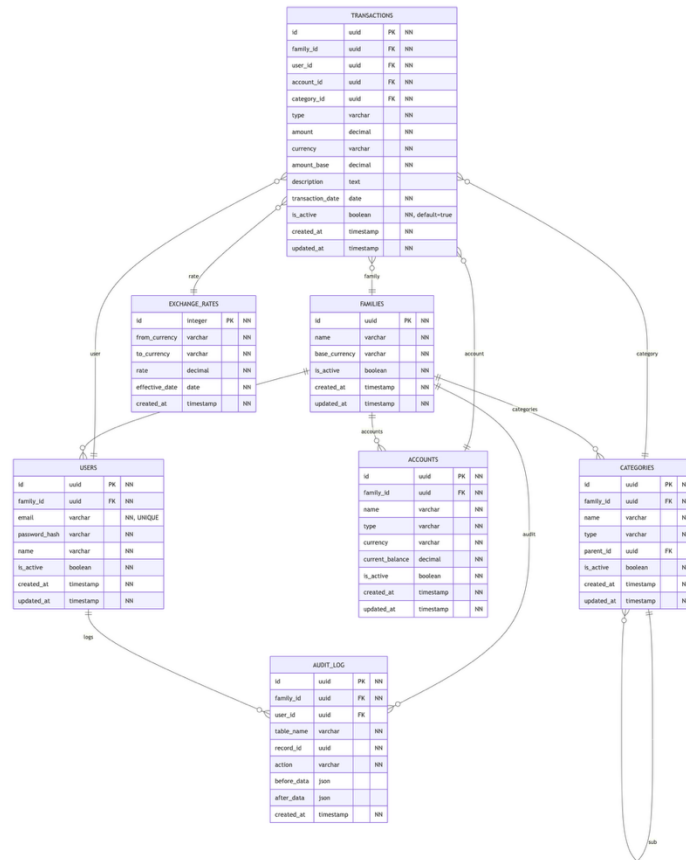 TRANSACTIONS
id uuid PK NN
family_id uuid FK NN
user_id uuid FK NN
account_id uuid FK NN
category_id uuid FK NN
type varchar NN
amount decimal NN
currency varchar NN
amount_base decimal NN
description text
transaction_date date NN
is_active boolean NN, default=true
created_at timestamp NN
updated_at timestamp NN
rate
family
user
account
category
EXCHANGE_RATES
id integer PK NN
from_currency varchar NN
to_currency varchar NN
rate decimal NN
effective_date date NN
created_at timestamp NN
FAMILIES
id uuid PK NN
name varchar NN
base_currency varchar NN
is_active boolean NN
created_at timestamp NN
updated_at timestamp NN
accounts
categories
audit
USERS
id uuid PK NN
family_id uuid FK NN
email varchar NN, UNIQUE
password_hash varchar NN
name varchar NN
is_active boolean NN
created_at timestamp NN
updated_at timestamp NN
ACCOUNTS
id uuid PK NN
family_id uuid FK NN
name varchar NN
type varchar NN
currency varchar NN
current_balance decimal NN
is_active boolean NN
created_at timestamp NN
updated_at timestamp NN
CATEGORIES
id uuid PK
family_id uuid FK
name varchar
type varchar
parent_id uuid FK
is_active boolean
created_at timestamp
updated_at timestamp
logs
AUDIT_LOG
id uuid PK NN
family_id uuid FK NN
user_id uuid FK
table_name varchar NN
record_id uuid NN
action varchar NN
before_data json
after_data json
created_at timestamp NN
sub